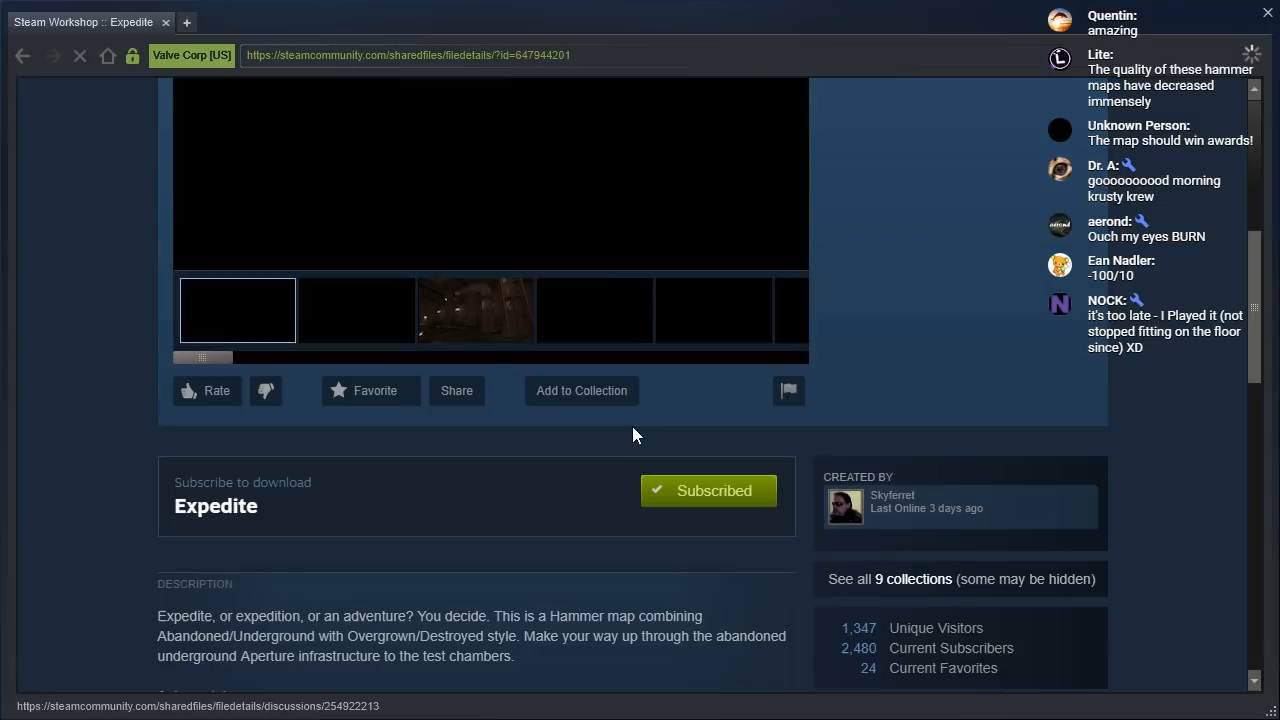 Steam Workshop :: Expedite
Valve Corp [US]
https://steamcommunity.com/sharedfiles/filedetails/?id=647944201
Quentin:
amazing
Lite:
The quality of these hammer
maps have decreased
immensely
Unknown Person:
The map should win awards!
Dr. A:
gooooooooood morning
krusty krew
aerond:
Ouch my eyes BURN
Ean Nadler:
-100/10
NOCK:
it's too late - I Played it (not
stopped fitting on the floor
since) XD
Rate
Favorite
Share
Add to Collection
Subscribe to download
Expedite
Subscribed
CREATED BY
Skyferret
Last Online 3 days ago
See all 9 collections (some may be hidden)
1,347 Unique Visitors
2,480 Current Subscribers
24 Current Favorites
DESCRIPTION
Expedite, or expedition, or an adventure? You decide. This is a Hammer map combining
Abandoned/Underground with Overgrown/Destroyed style. Make your way up through the abandoned
underground Aperture infrastructure to the test chambers.
https://steamcommunity.com/sharedfiles/filedetails/discussions/254922213